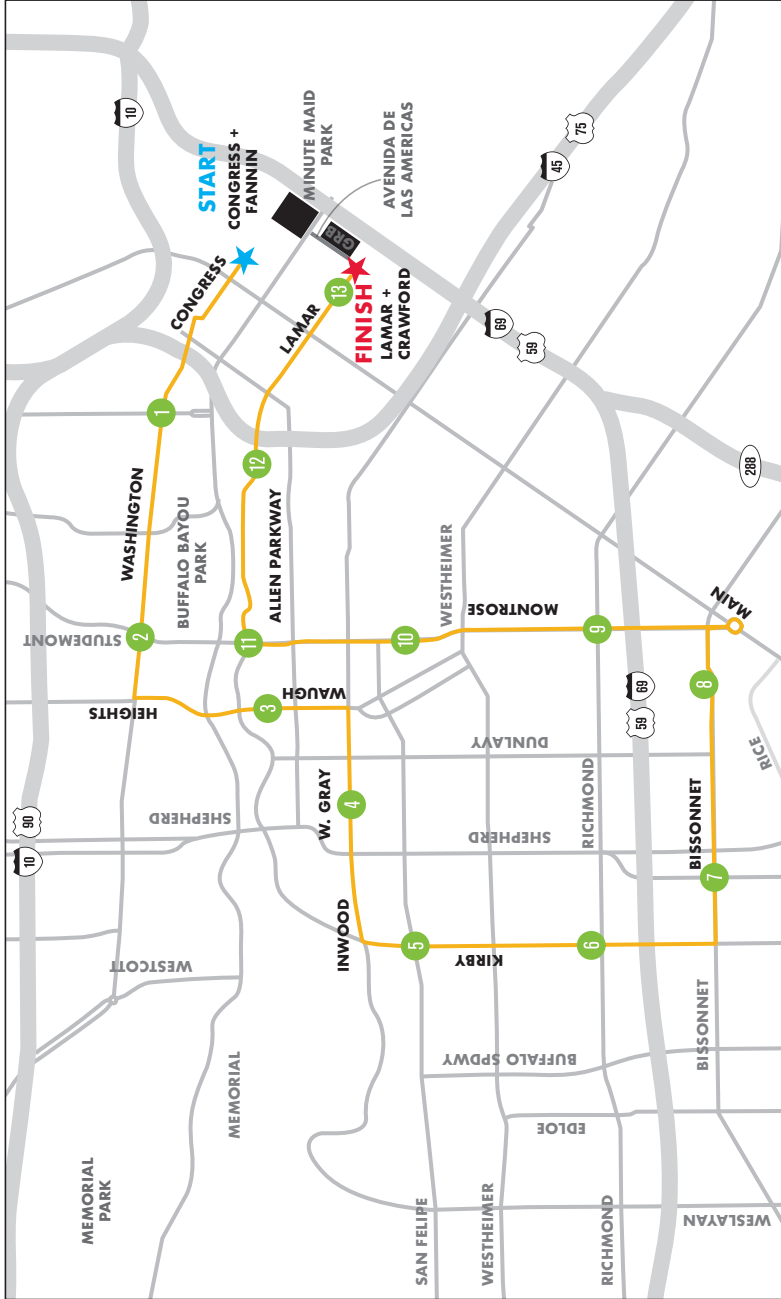 10
90
10
MEMORIAL
PARK
WESTCOTT
SHEPHERD
HEIGHTS
STUDEMONT
2
WASHINGTON
1
CONGRESS
START
CONGRESS +
FANNIN
MINUTE MAID
PARK
AVENIDA DE
LAS AMERICAS
GRB
MEMORIAL
BUFFALO BAYOU
PARK
3
11
ALLEN PARKWAY
12
LAMAR
13
FINISH
LAMAR +
CRAWFORD
INWOOD
W. GRAY
4
WAUGH
SAN FELIPE
5
10
WESTHEIMER
WESTHEIMER
KIRBY
DUNLAVY
MONTROSE
45
75
69
59
BUFFALO SPDWY
EDLOE
SHEPHERD
RICHMOND
RICHMOND
6
9
59
69
288
WESLAYAN
BISSONNET
7
BISSONNET
8
MAIN
RICE